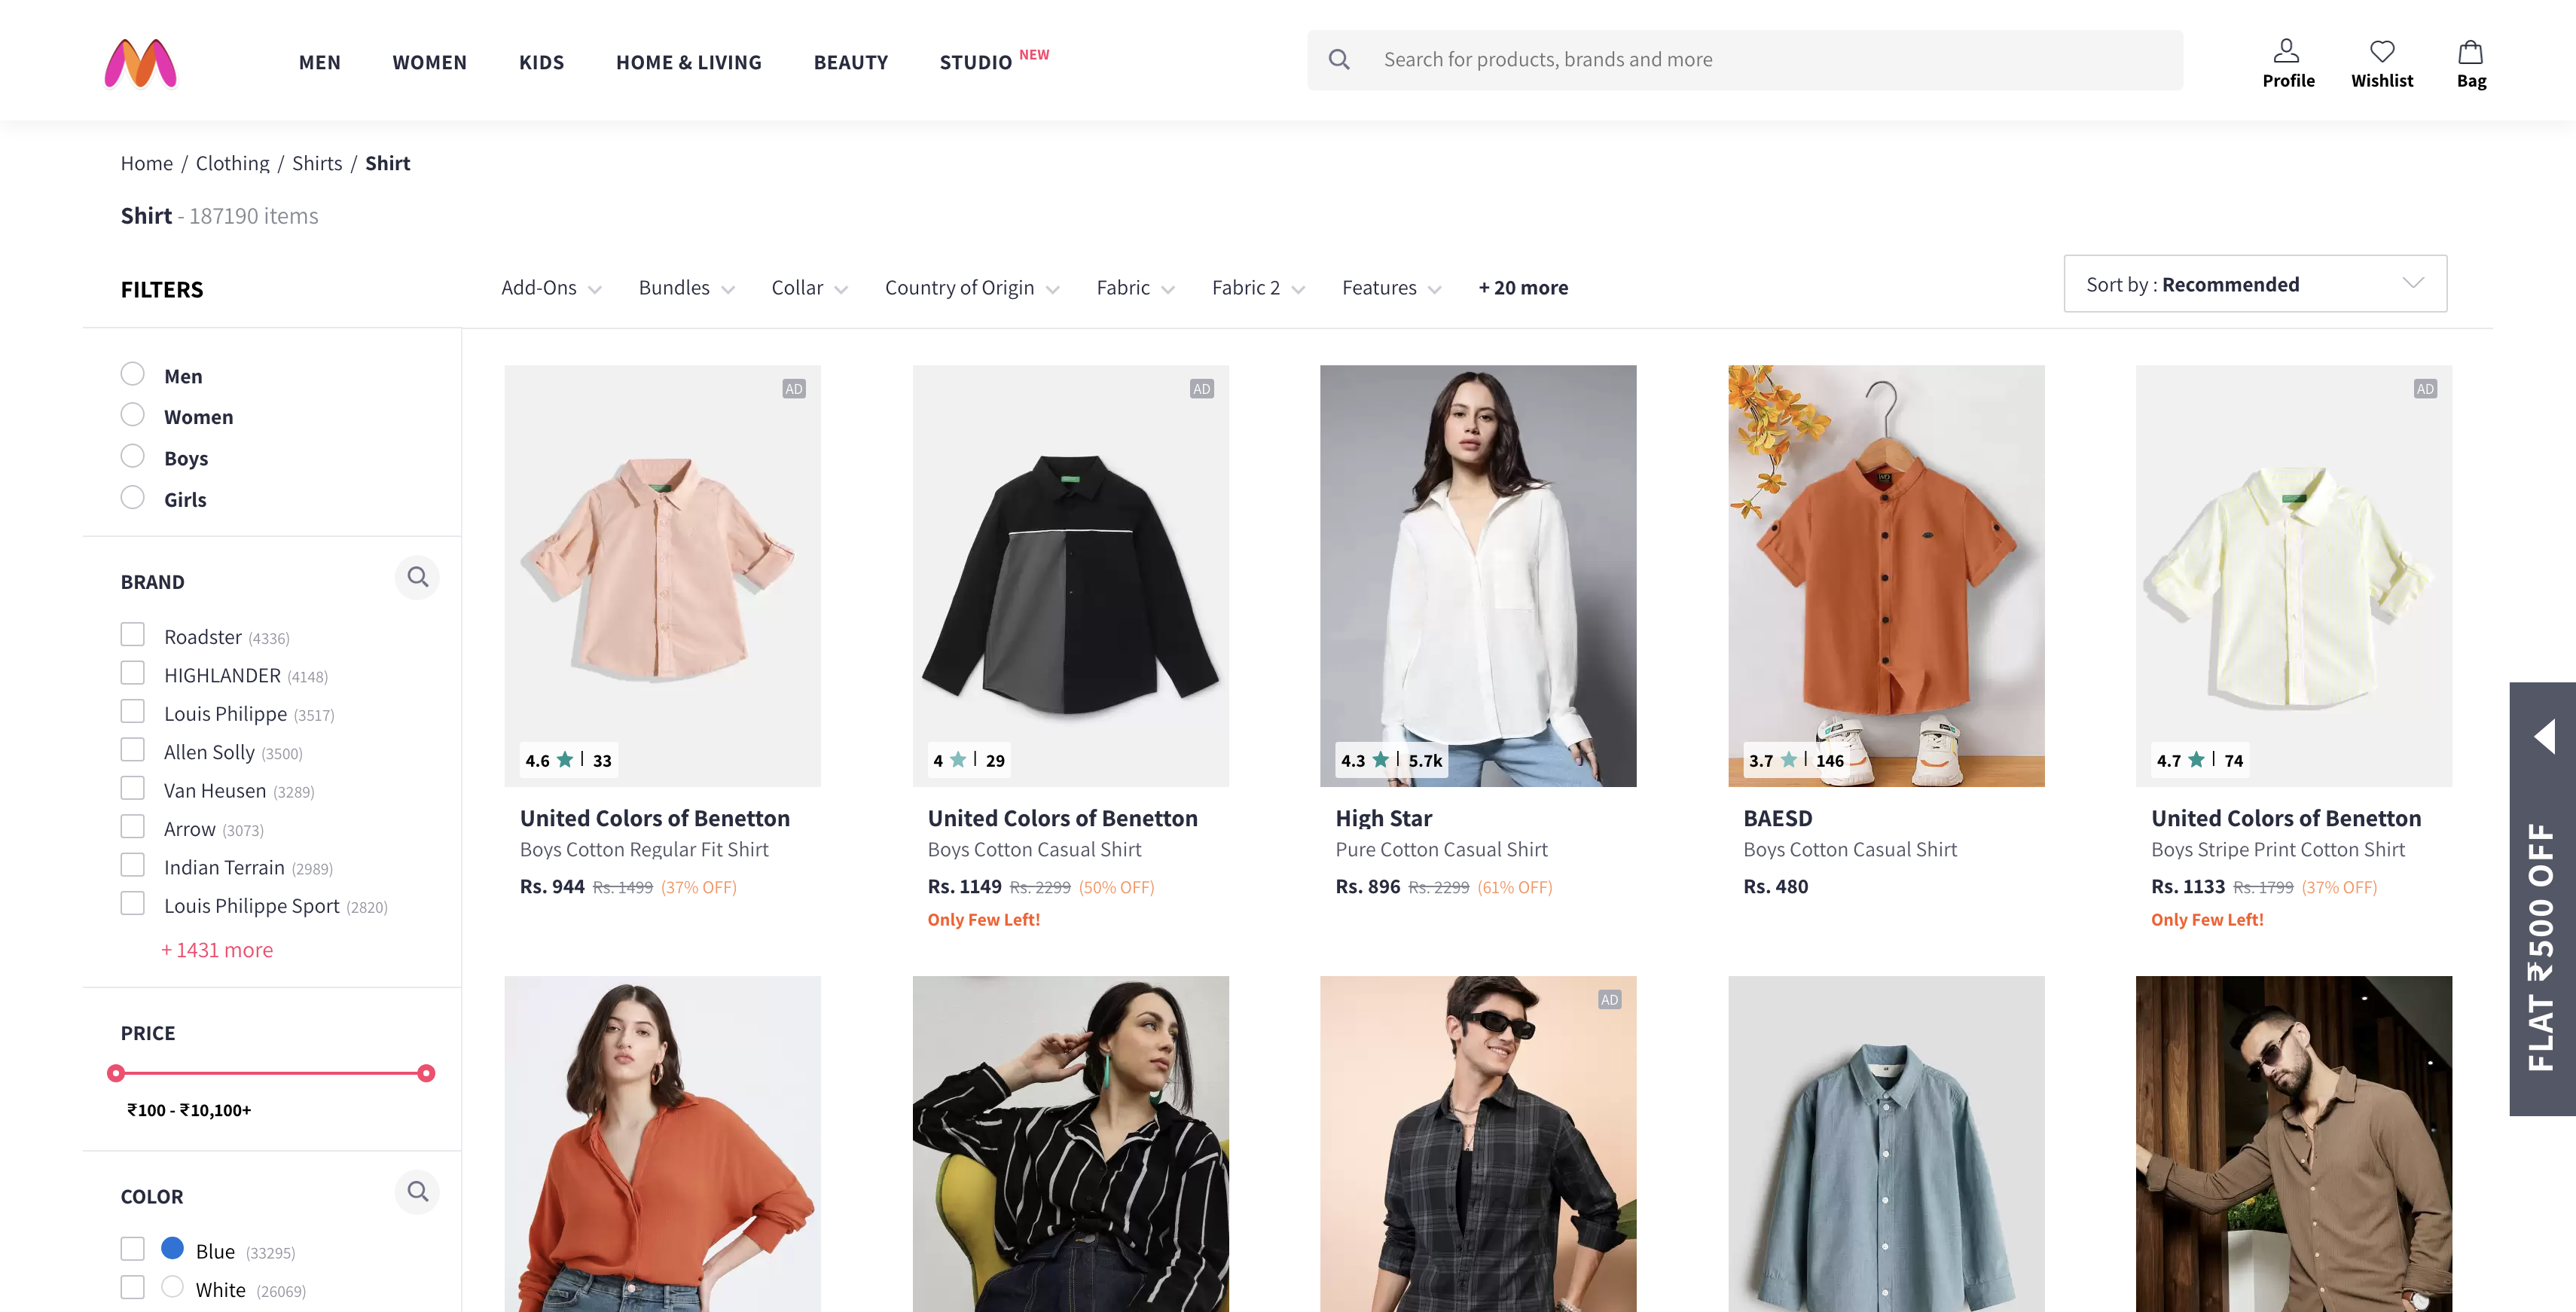 MEN WOMEN KIDS HOME & LIVING BEAUTY STUDIO NEW
Search for products, brands and more
Profile Wishlist Bag
Home / Clothing / Shirts / Shirt
Shirt - 187190 items
FILTERS
Add-Ons Bundles Collar Country of Origin Fabric Fabric 2 Features + 20 more
Sort by : Recommended
Men
Women
Boys
Girls
BRAND
Roadster (4336)
HIGHLANDER (4148)
Louis Philippe (3517)
Allen Solly (3500)
Van Heusen (3289)
Arrow (3073)
Indian Terrain (2989)
Louis Philippe Sport (2820)
+ 1431 more
PRICE
₹100 - ₹10,100+
COLOR
Blue (33295)
White (26069)
AD
4.6 | 33
United Colors of Benetton
Boys Cotton Regular Fit Shirt
Rs. 944 Rs. 1499 (37% OFF)
AD
4 | 29
United Colors of Benetton
Boys Cotton Casual Shirt
Rs. 1149 Rs. 2299 (50% OFF)
Only Few Left!
4.3 | 5.7k
High Star
Pure Cotton Casual Shirt
Rs. 896 Rs. 2299 (61% OFF)
3.7 | 146
BAESD
Boys Cotton Casual Shirt
Rs. 480
AD
4.7 | 74
United Colors of Benetton
Boys Stripe Print Cotton Shirt
Rs. 1133 Rs. 1799 (37% OFF)
Only Few Left!
AD
FLAT ₹500 OFF